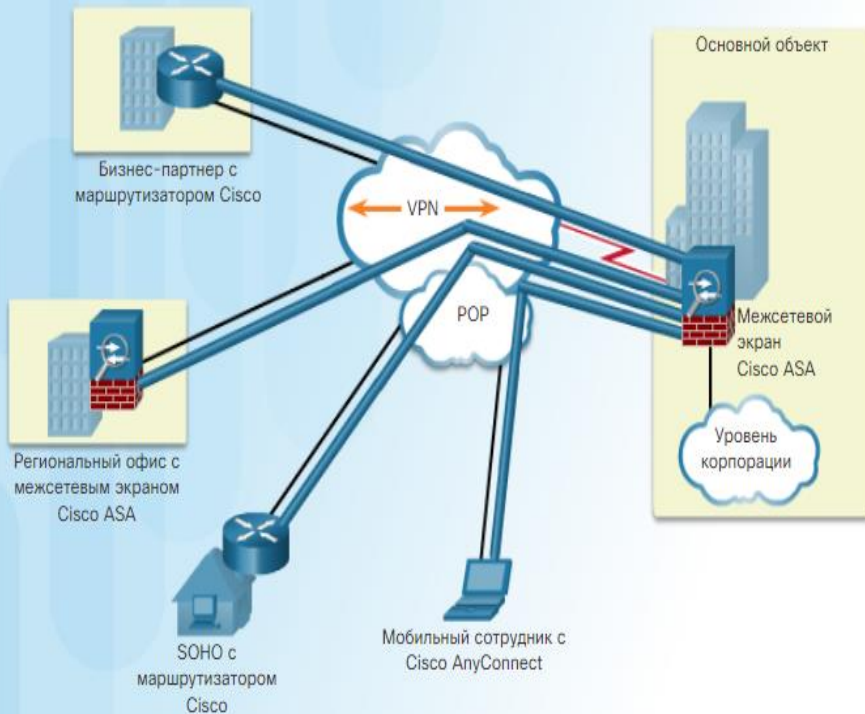 Основной объект
Бизнес-партнер с
маршрутизатором Cisco
VPN
POP
Межсетевой
экран
Cisco ASA
Уровень
корпорации
Региональный офис с
межсетевым экраном
Cisco ASA
SOHO с
маршрутизатором
Cisco
Мобильный сотрудник с
Cisco AnyConnect